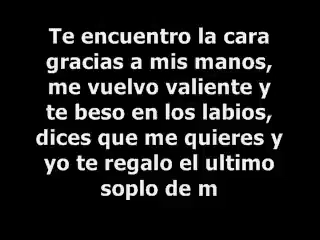 Te encuentro la cara
gracias a mis manos,
me vuelvo valiente y
te beso en los labios,
dices que me quieres y
yo te regalo el ultimo
soplo de m